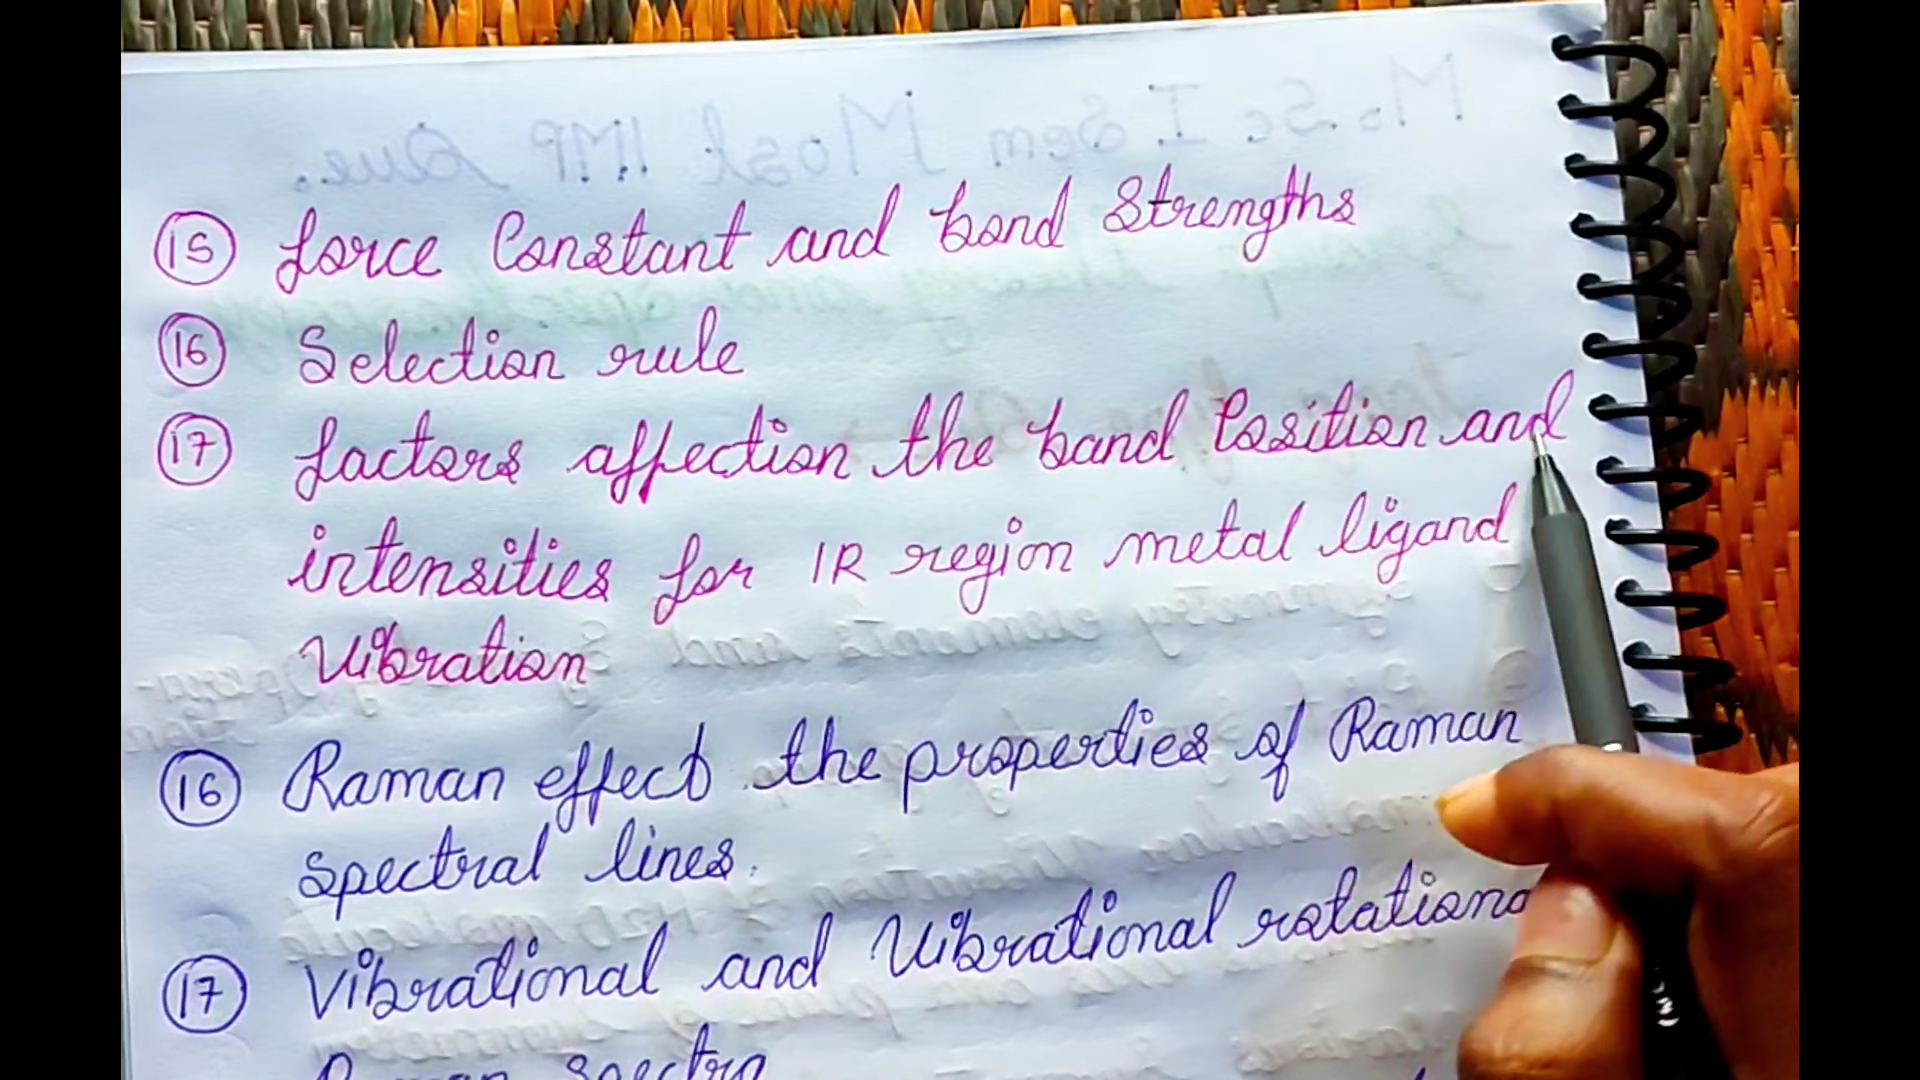 M.Sc I Sem Most IMP Que.
15 force Constant and bond Strengths
16 Selection rule
17 factors affection the band Position and
intensities for IR region metal ligand
Vibration
16 Raman effect the properties of Raman
spectral lines.
17 Vibrational and Vibrational rotationa
Raman spectra